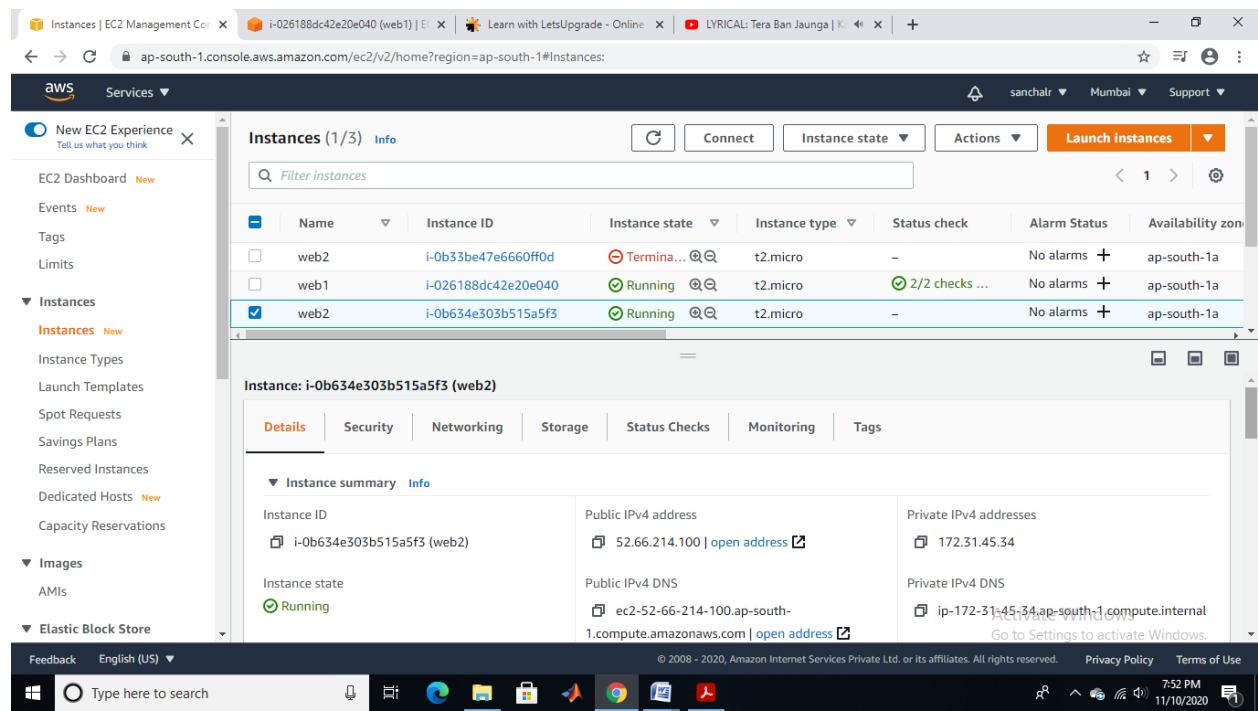 Instances | EC2 Management Con
i-026188dc42e20e040 (web1) | E
Learn with LetsUpgrade - Online
LYRICAL: Tera Ban Jaunga | K
ap-south-1.console.aws.amazon.com/ec2/v2/home?region=ap-south-1#Instances:
aws Services ▼ sanchalr ▼ Mumbai ▼ Support ▼
New EC2 Experience
Tell us what you think
EC2 Dashboard New
Events New
Tags
Limits
▼ Instances
Instances New
Instance Types
Launch Templates
Spot Requests
Savings Plans
Reserved Instances
Dedicated Hosts New
Capacity Reservations
▼ Images
AMIs
▼ Elastic Block Store
Instances (1/3) Info Connect Instance state ▼ Actions ▼ Launch instances ▼
Filter instances < 1 >
Name Instance ID Instance state Instance type Status check Alarm Status Availability zon
web2 i-0b33be47e6660ff0d Termina... t2.micro – No alarms + ap-south-1a
web1 i-026188dc42e20e040 Running t2.micro 2/2 checks ... No alarms + ap-south-1a
web2 i-0b634e303b515a5f3 Running t2.micro – No alarms + ap-south-1a
Instance: i-0b634e303b515a5f3 (web2)
Details Security Networking Storage Status Checks Monitoring Tags
▼ Instance summary Info
Instance ID Public IPv4 address Private IPv4 addresses
i-0b634e303b515a5f3 (web2) 52.66.214.100 | open address 172.31.45.34
Instance state Public IPv4 DNS Private IPv4 DNS
Running ec2-52-66-214-100.ap-south- ip-172-31-45-34.ap-south-1.compute.internal
1.compute.amazonaws.com | open address
Activate Windows
Go to Settings to activate Windows.
Feedback English (US) ▼ © 2008 - 2020, Amazon Internet Services Private Ltd. or its affiliates. All rights reserved. Privacy Policy Terms of Use
Type here to search
7:52 PM
11/10/2020
1